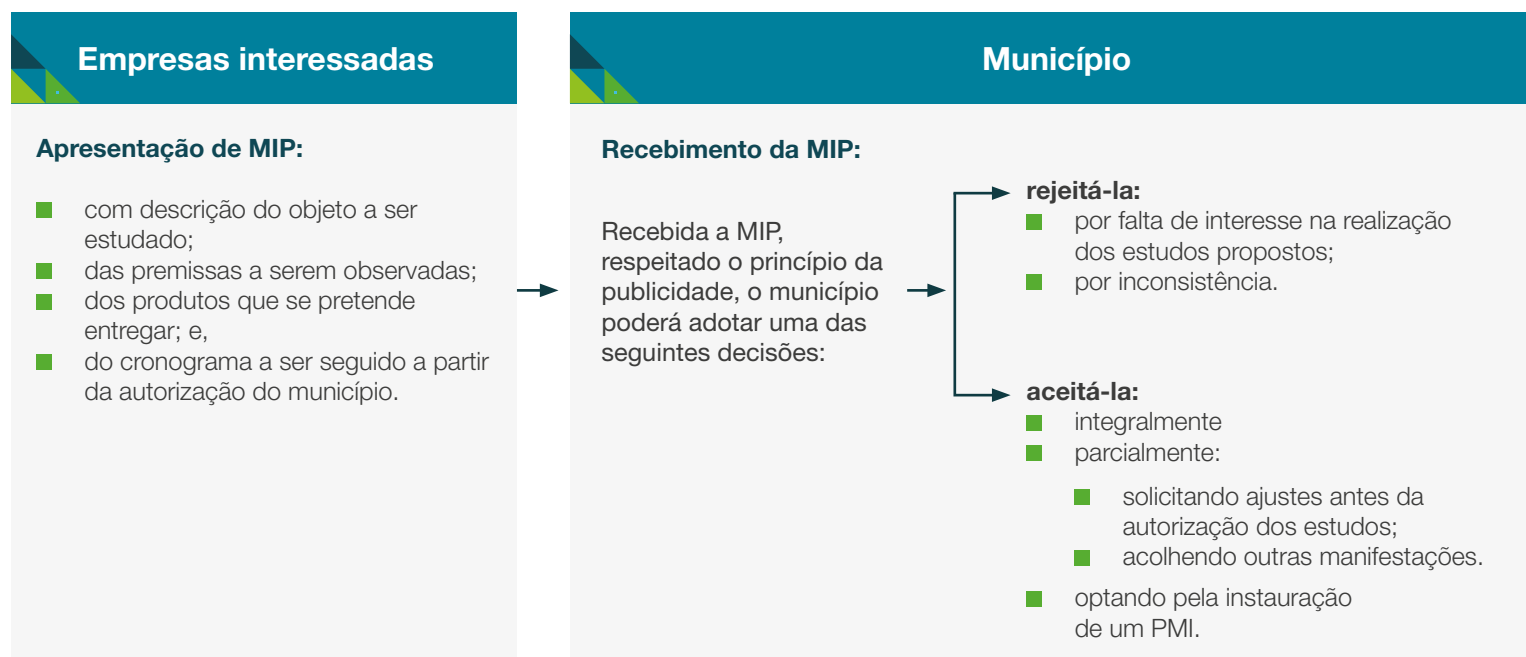 Empresas interessadas
Apresentação de MIP:
com descrição do objeto a ser
estudado;
das premissas a serem observadas;
dos produtos que se pretende
entregar; e,
do cronograma a ser seguido a partir
da autorização do município.
Município
Recebimento da MIP:
Recebida a MIP,
respeitado o princípio da
publicidade, o município
poderá adotar uma das
seguintes decisões:
rejeitá-la:
por falta de interesse na realização
dos estudos propostos;
por inconsistência.
aceitá-la:
integralmente
parcialmente:
solicitando ajustes antes da
autorização dos estudos;
acolhendo outras manifestações.
optando pela instauração
de um PMI.